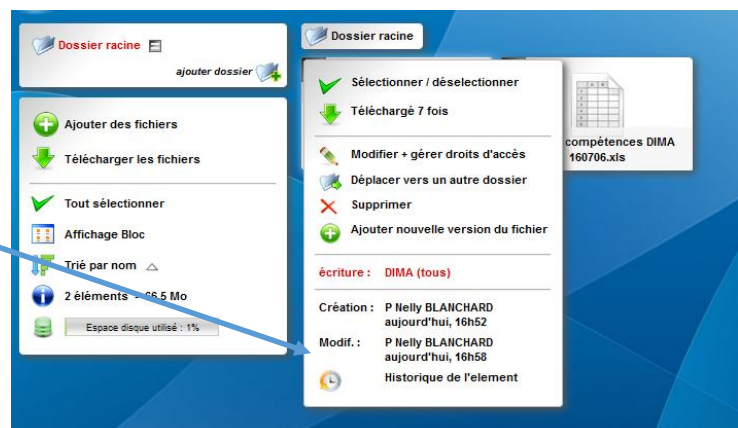 Dossier racine
ajouter dossier
Ajouter des fichiers
Télécharger les fichiers
Tout sélectionner
Affichage Bloc
Trié par nom
2 éléments - 66.5 Mo
Espace disque utilisé : 1%
Dossier racine
Sélectionner / déselectionner
Téléchargé 7 fois
Modifier + gérer droits d'accès
Déplacer vers un autre dossier
Supprimer
Ajouter nouvelle version du fichier
écriture : DIMA (tous)
Création : P Nelly BLANCHARD
aujourd'hui, 16h52
Modif. : P Nelly BLANCHARD
aujourd'hui, 16h58
Historique de l'element
compétences DIMA
160706.xls